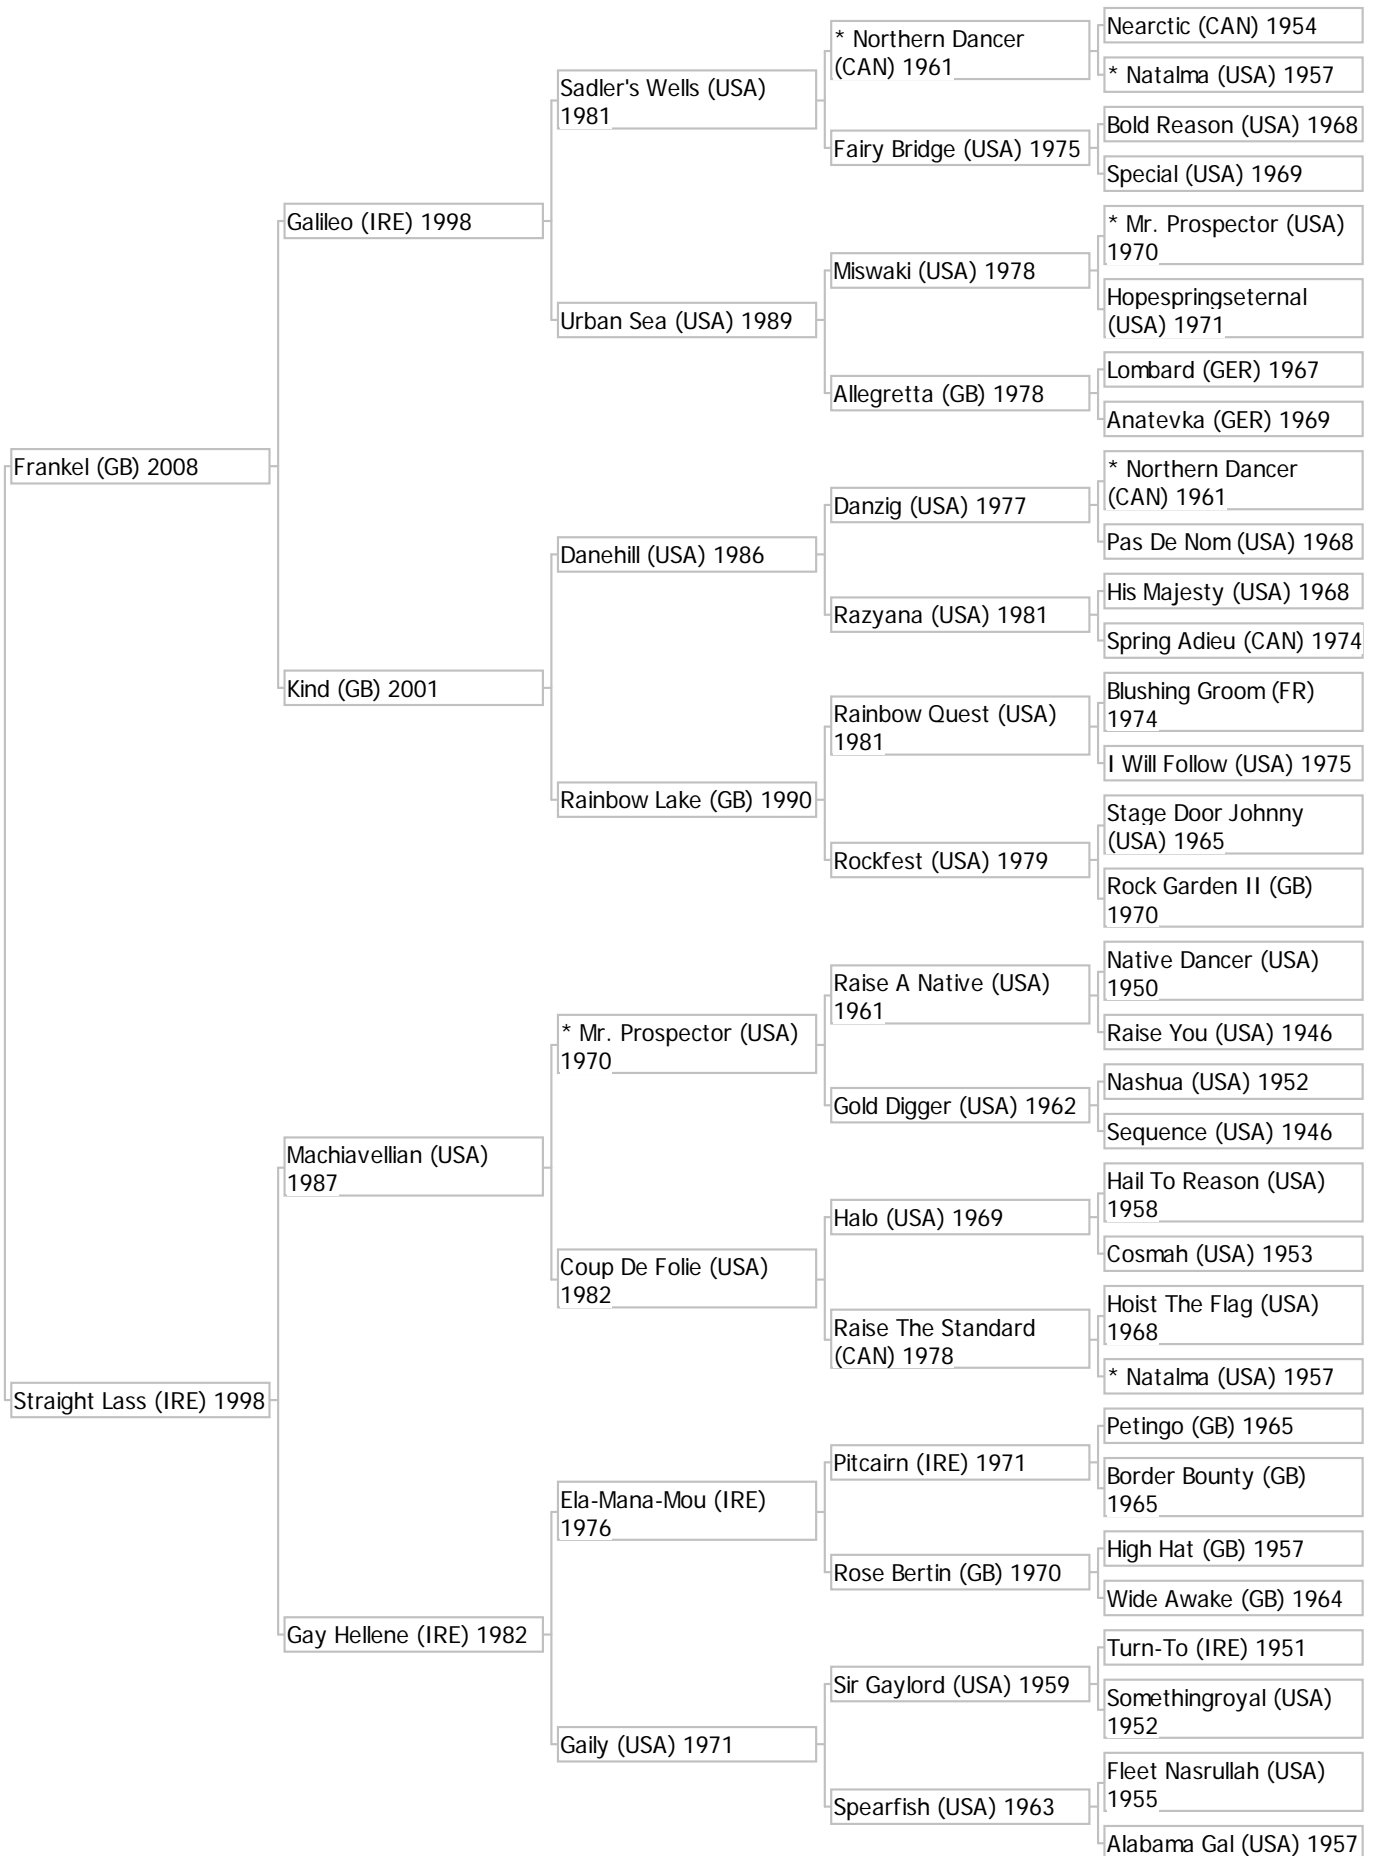 Frankel (GB) 2008
Straight Lass (IRE) 1998
Galileo (IRE) 1998
Kind (GB) 2001
Machiavellian (USA)
1987
Gay Hellene (IRE) 1982
Sadler's Wells (USA)
1981
Urban Sea (USA) 1989
Danehill (USA) 1986
Rainbow Lake (GB) 1990
* Mr. Prospector (USA)
1970
Coup De Folie (USA)
1982
Ela-Mana-Mou (IRE)
1976
Gaily (USA) 1971
* Northern Dancer
(CAN) 1961
Fairy Bridge (USA) 1975
Miswaki (USA) 1978
Allegretta (GB) 1978
Danzig (USA) 1977
Razyana (USA) 1981
Rainbow Quest (USA)
1981
Rockfest (USA) 1979
Raise A Native (USA)
1961
Gold Digger (USA) 1962
Halo (USA) 1969
Raise The Standard
(CAN) 1978
Pitcairn (IRE) 1971
Rose Bertin (GB) 1970
Sir Gaylord (USA) 1959
Spearfish (USA) 1963
Nearctic (CAN) 1954
* Natalma (USA) 1957
Bold Reason (USA) 1968
Special (USA) 1969
* Mr. Prospector (USA)
1970
Hopespringseternal
(USA) 1971
Lombard (GER) 1967
Anatevka (GER) 1969
* Northern Dancer
(CAN) 1961
Pas De Nom (USA) 1968
His Majesty (USA) 1968
Spring Adieu (CAN) 1974
Blushing Groom (FR)
1974
I Will Follow (USA) 1975
Stage Door Johnny
(USA) 1965
Rock Garden II (GB)
1970
Native Dancer (USA)
1950
Raise You (USA) 1946
Nashua (USA) 1952
Sequence (USA) 1946
Hail To Reason (USA)
1958
Cosmah (USA) 1953
Hoist The Flag (USA)
1968
* Natalma (USA) 1957
Petingo (GB) 1965
Border Bounty (GB)
1965
High Hat (GB) 1957
Wide Awake (GB) 1964
Turn-To (IRE) 1951
Somethingroyal (USA)
1952
Fleet Nasrullah (USA)
1955
Alabama Gal (USA) 1957